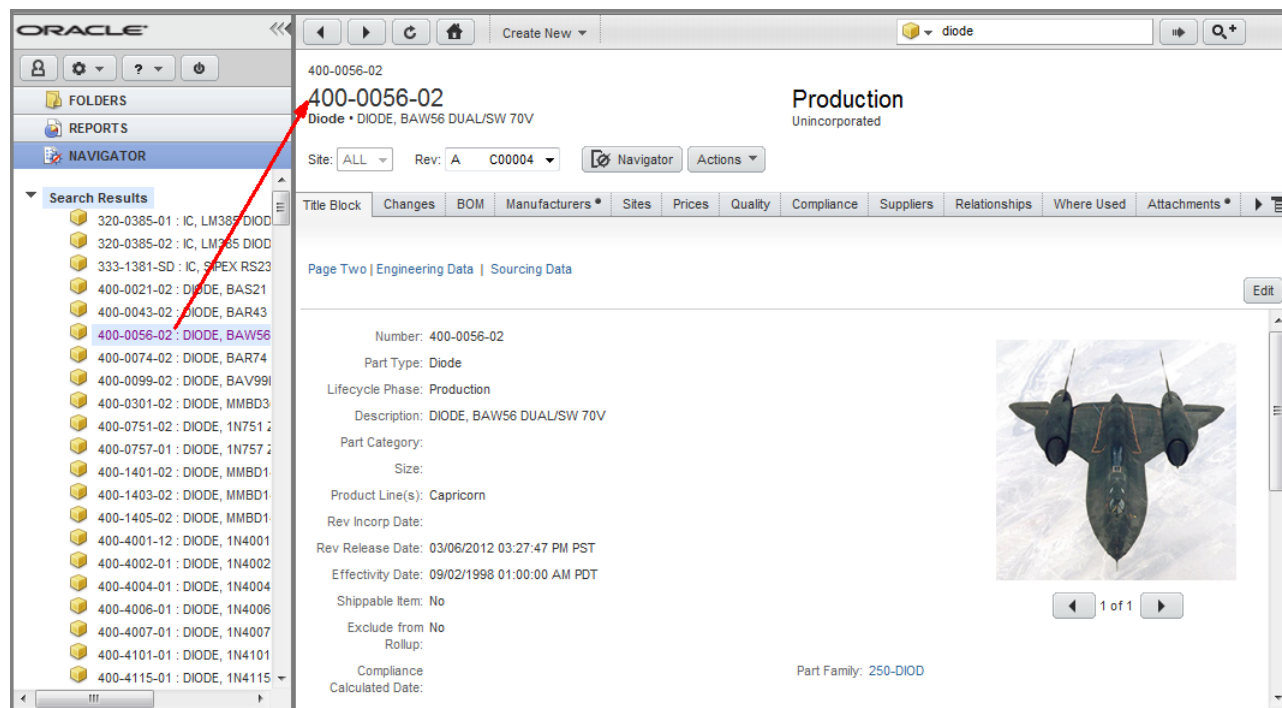 ORACLE
Create New
diode
FOLDERS
REPORTS
NAVIGATOR
Search Results
320-0385-01 : IC, LM385 DIOD
320-0385-02 : IC, LM385 DIOD
333-1381-SD : IC, SIPEX RS23
400-0021-02 : DIODE, BAS21
400-0043-02 : DIODE, BAR43
400-0056-02 : DIODE, BAW56
400-0074-02 : DIODE, BAR74
400-0099-02 : DIODE, BAV99
400-0301-02 : DIODE, MMBD3
400-0751-02 : DIODE, 1N751
400-0757-01 : DIODE, 1N757
400-1401-02 : DIODE, MMBD1
400-1403-02 : DIODE, MMBD1
400-1405-02 : DIODE, MMBD1
400-4001-12 : DIODE, 1N4001
400-4002-01 : DIODE, 1N4002
400-4004-01 : DIODE, 1N4004
400-4006-01 : DIODE, 1N4006
400-4007-01 : DIODE, 1N4007
400-4101-01 : DIODE, 1N4101
400-4115-01 : DIODE, 1N4115
400-0056-02
400-0056-02
Diode • DIODE, BAW56 DUAL/SW 70V
Production
Unincorporated
Site: ALL Rev: A C00004 Navigator Actions
Title Block Changes BOM Manufacturers • Sites Prices Quality Compliance Suppliers Relationships Where Used Attachments •
Page Two | Engineering Data | Sourcing Data
Edit
Number: 400-0056-02
Part Type: Diode
Lifecycle Phase: Production
Description: DIODE, BAW56 DUAL/SW 70V
Part Category:
Size:
Product Line(s): Capricorn
Rev Incorp Date:
Rev Release Date: 03/06/2012 03:27:47 PM PST
Effectivity Date: 09/02/1998 01:00:00 AM PDT
Shippable Item: No
Exclude from No
Rollup:
Compliance
Calculated Date:
1 of 1
Part Family: 250-DIOD